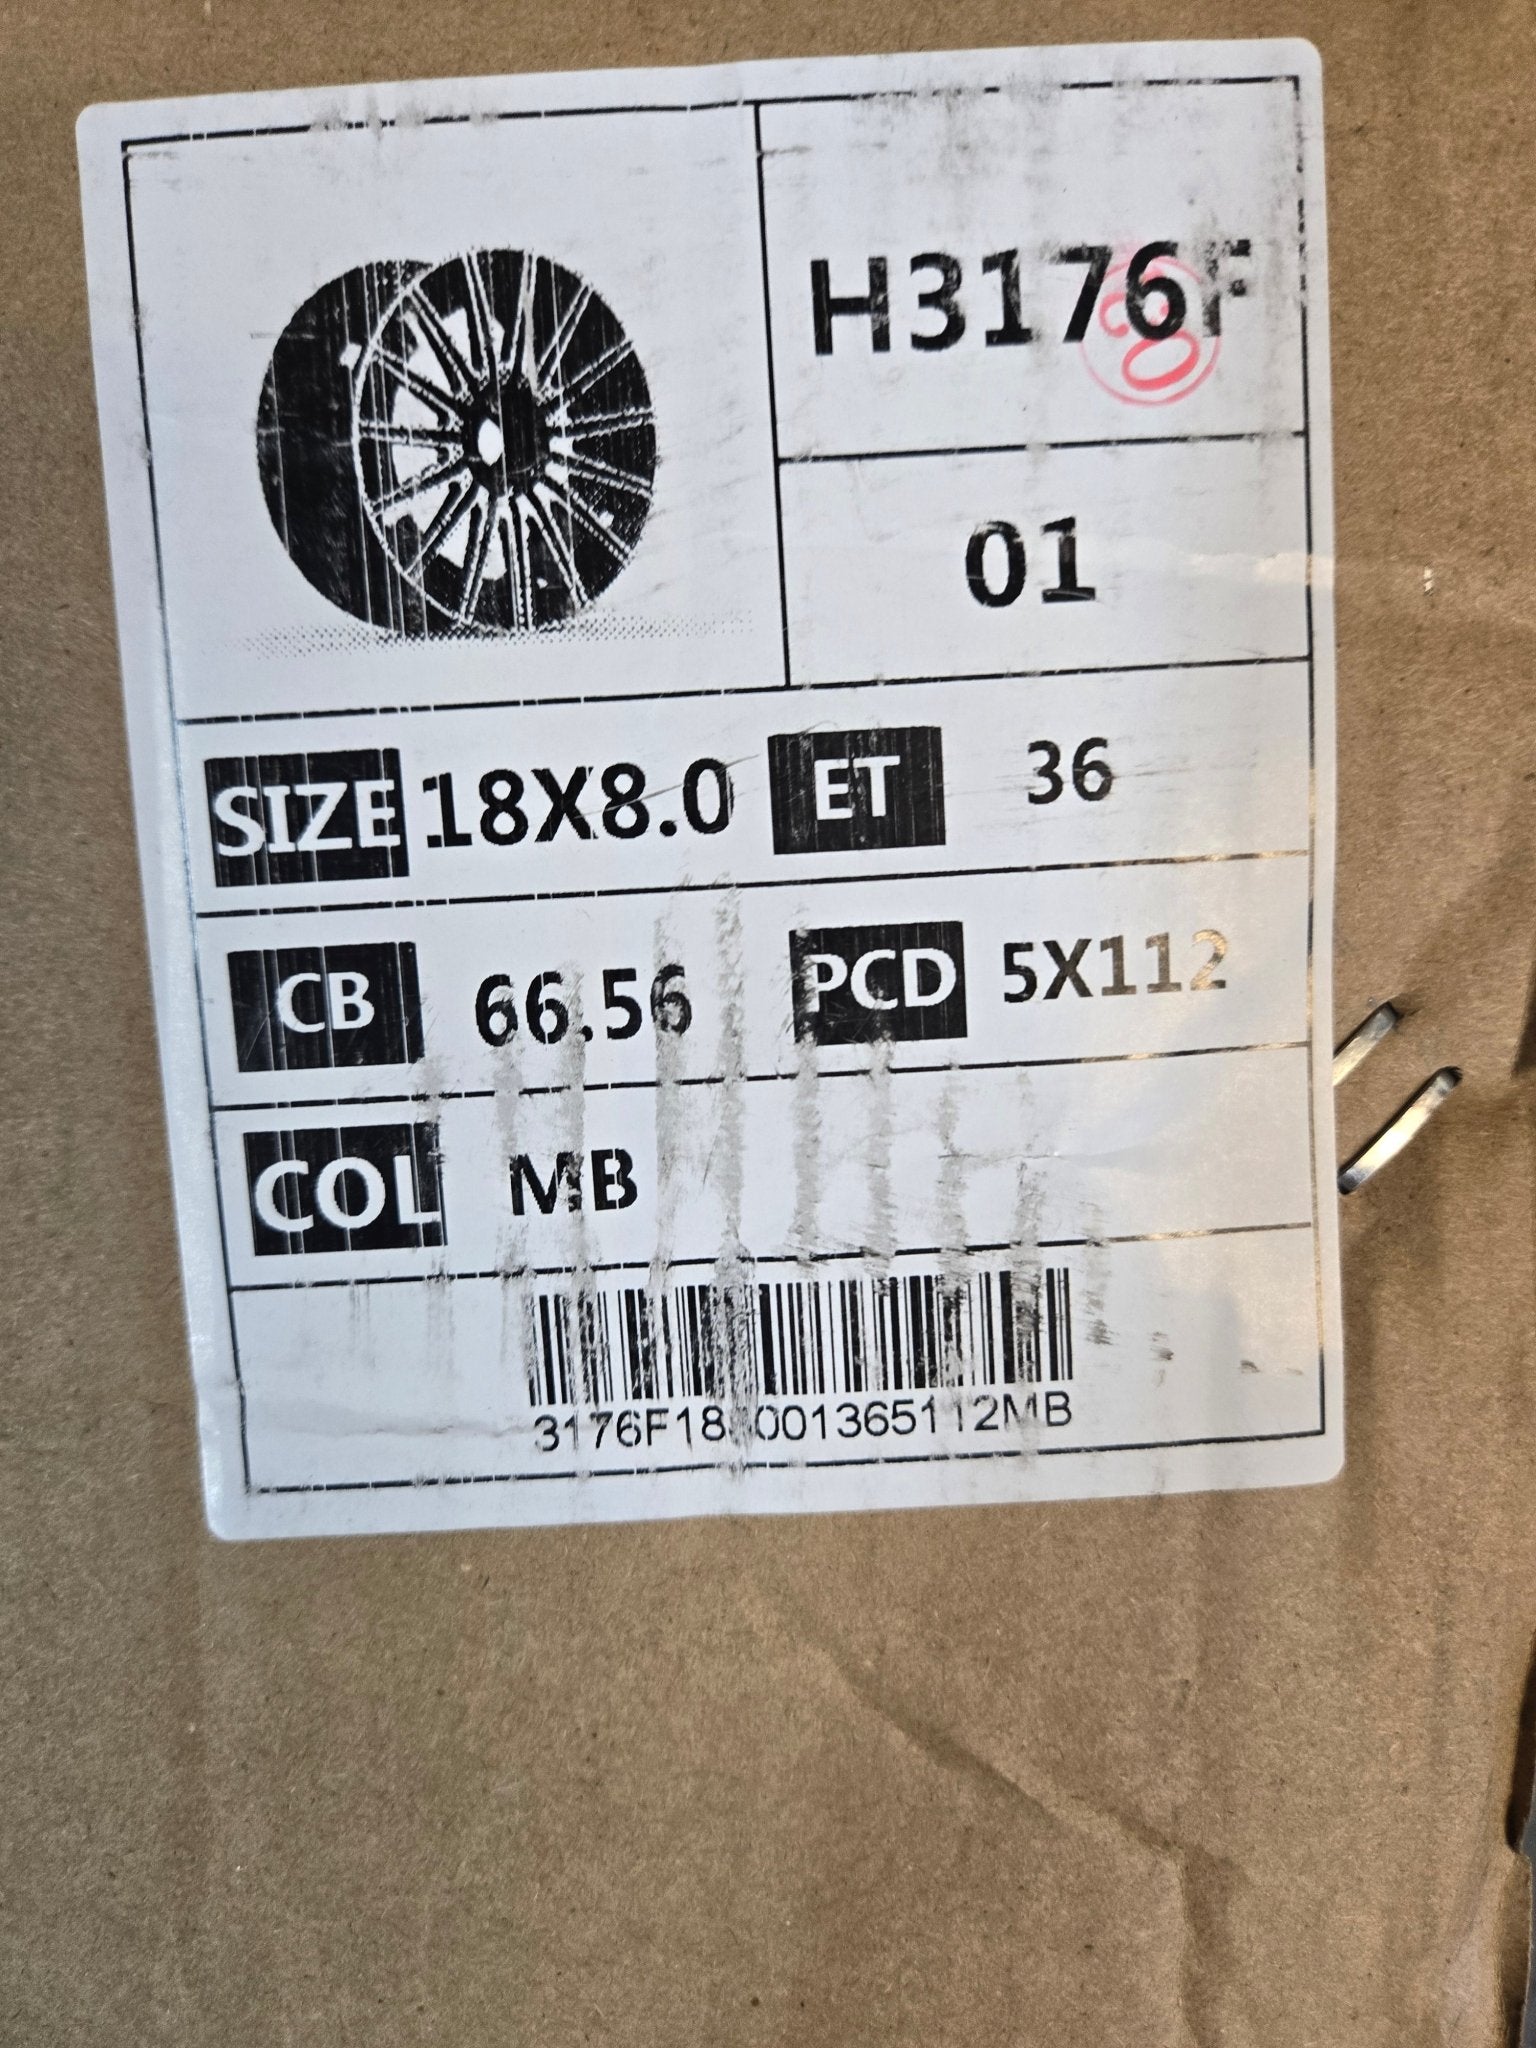 H3176F
01
SIZE 18X8.0 ET 36
CB 66.56 PCD 5X112
COL MB